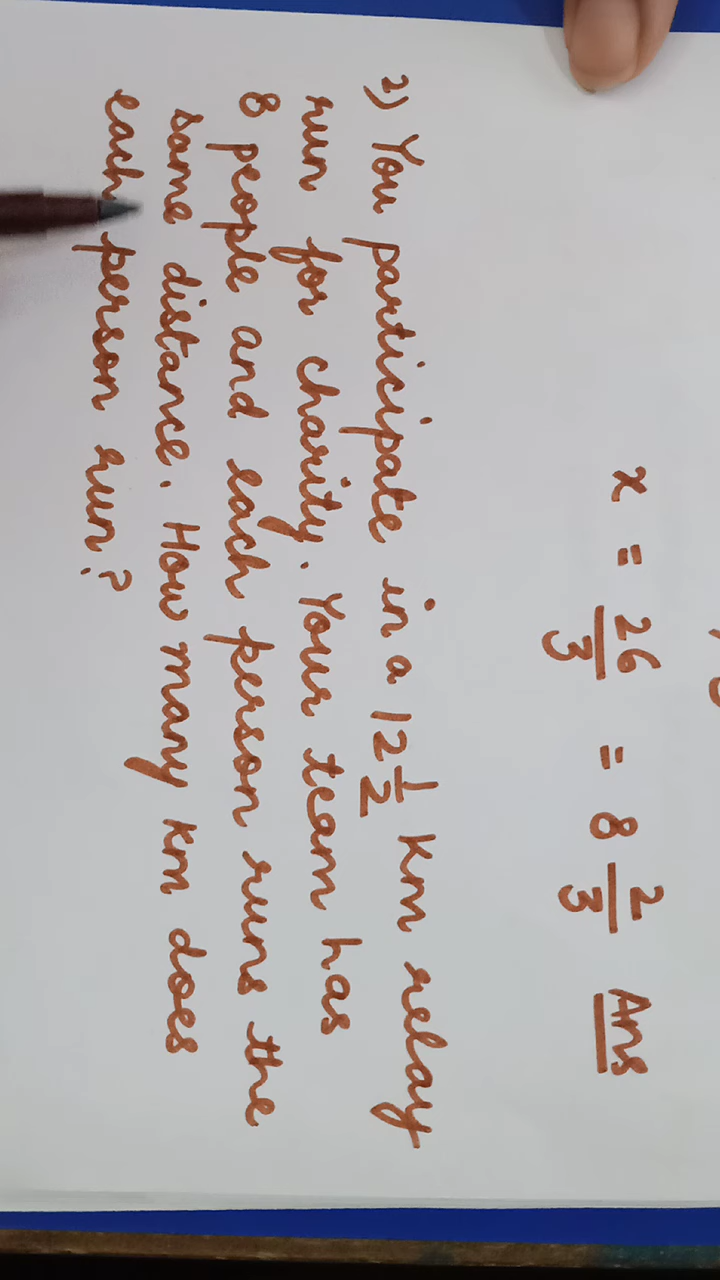 x = 26/3 = 8 2/3 Ans
2) You participate in a 12 1/2 Km relay
run for charity. Your team has
8 people and each person runs the
same distance. How many Km does
each person run?